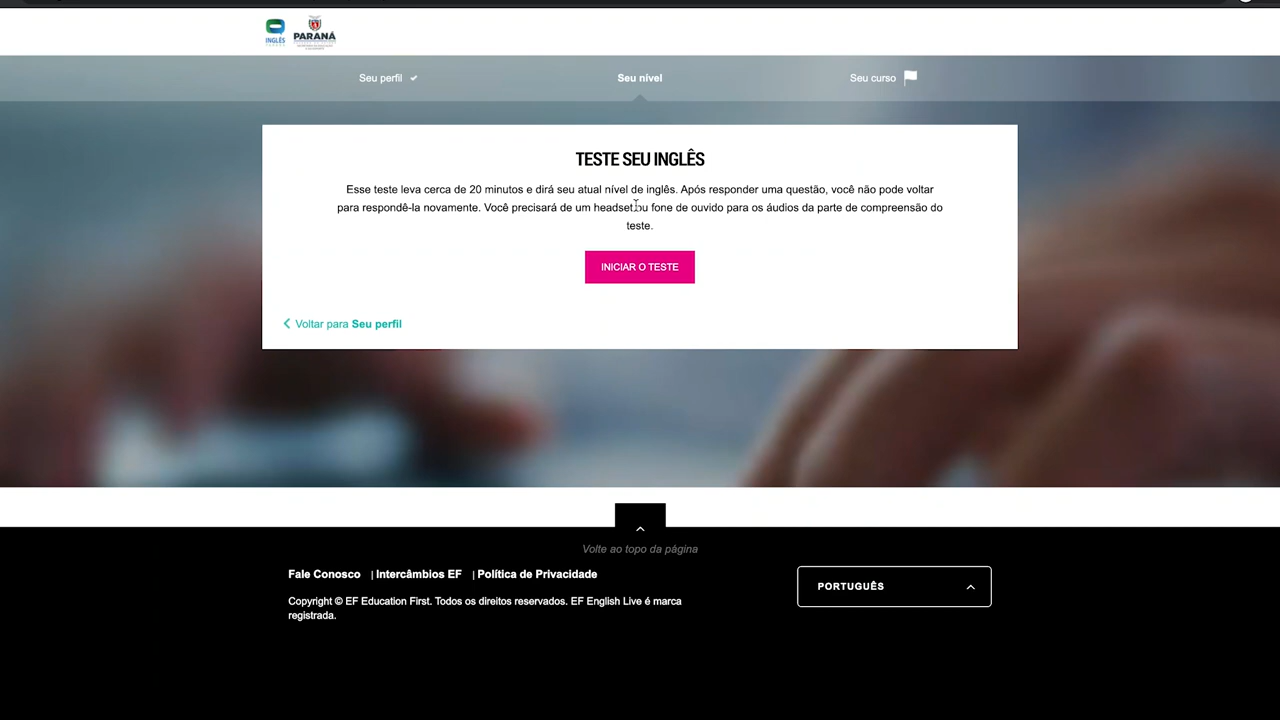 INGLÊS
PARANÁ
Seu perfil
Seu nível
Seu curso
TESTE SEU INGLÊS
Esse teste leva cerca de 20 minutos e dirá seu atual nível de inglês. Após responder uma questão, você não pode voltar
para respondê-la novamente. Você precisará de um headset ou fone de ouvido para os áudios da parte de compreensão do
teste.
INICIAR O TESTE
Voltar para Seu perfil
Volte ao topo da página
Fale Conosco | Intercâmbios EF | Política de Privacidade
PORTUGUÊS
Copyright © EF Education First. Todos os direitos reservados. EF English Live é marca
registrada.